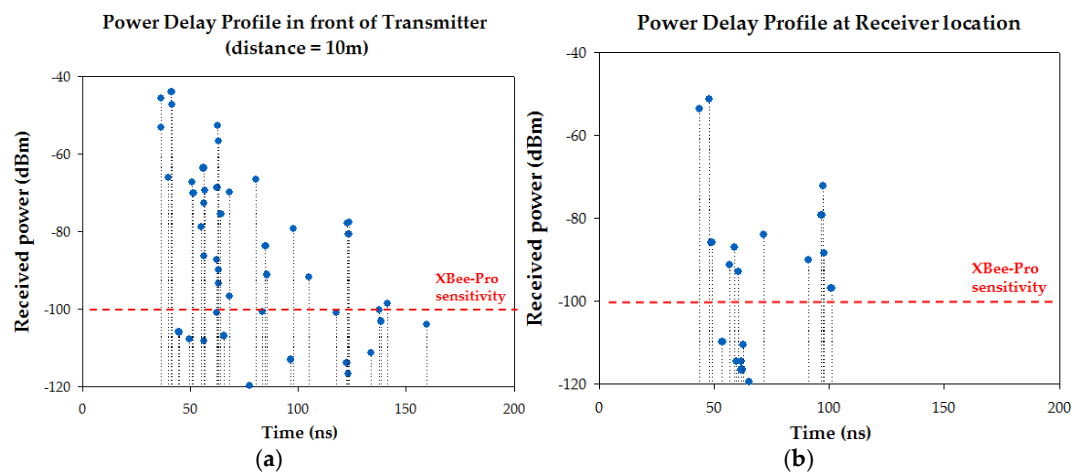 Power Delay Profile in front of Transmitter
(distance = 10m)
-40
-60
-80
-100
-120
Received power (dBm)
XBee-Pro
sensitivity
0
50
100
150
200
Time (ns)
(a)
Power Delay Profile at Receiver location
-40
-60
-80
-100
-120
Received power (dBm)
XBee-Pro
sensitivity
0
50
100
150
200
Time (ns)
(b)